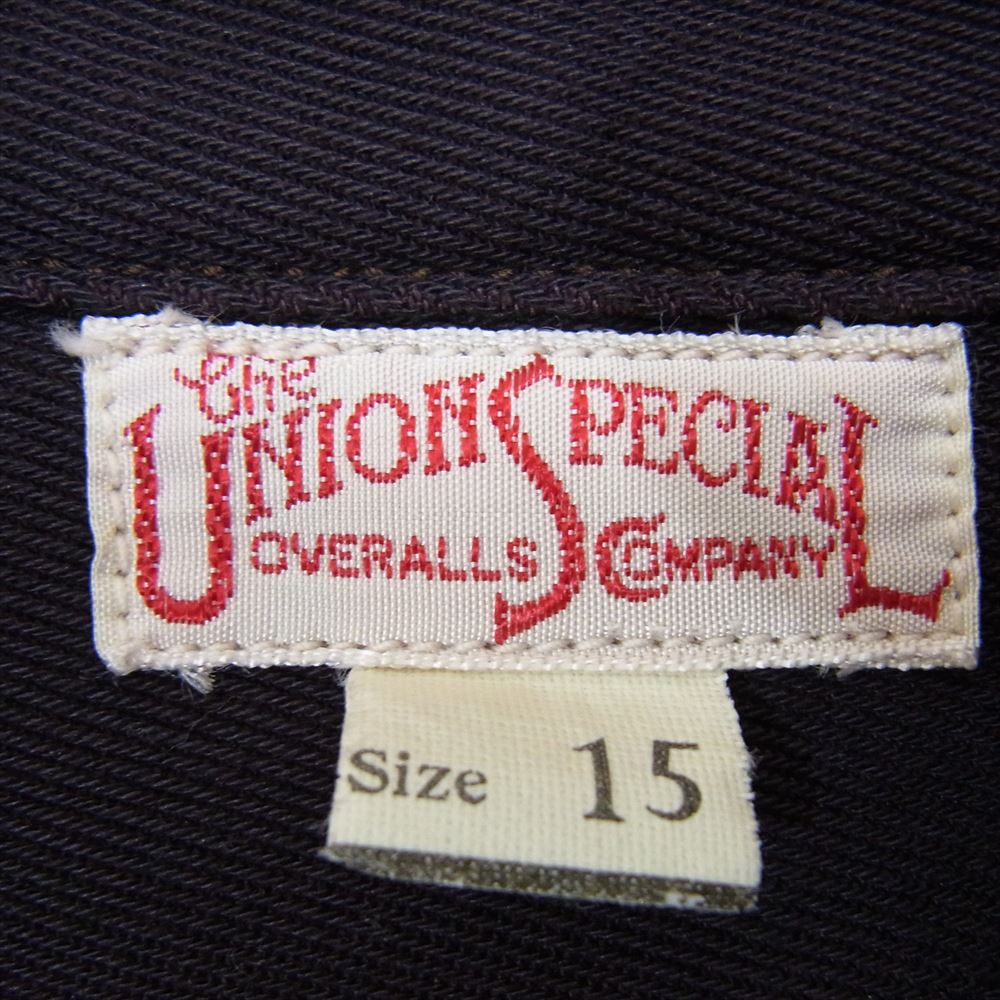 the
UNION SPECIAL
OVERALLS COMPANY
Size 15